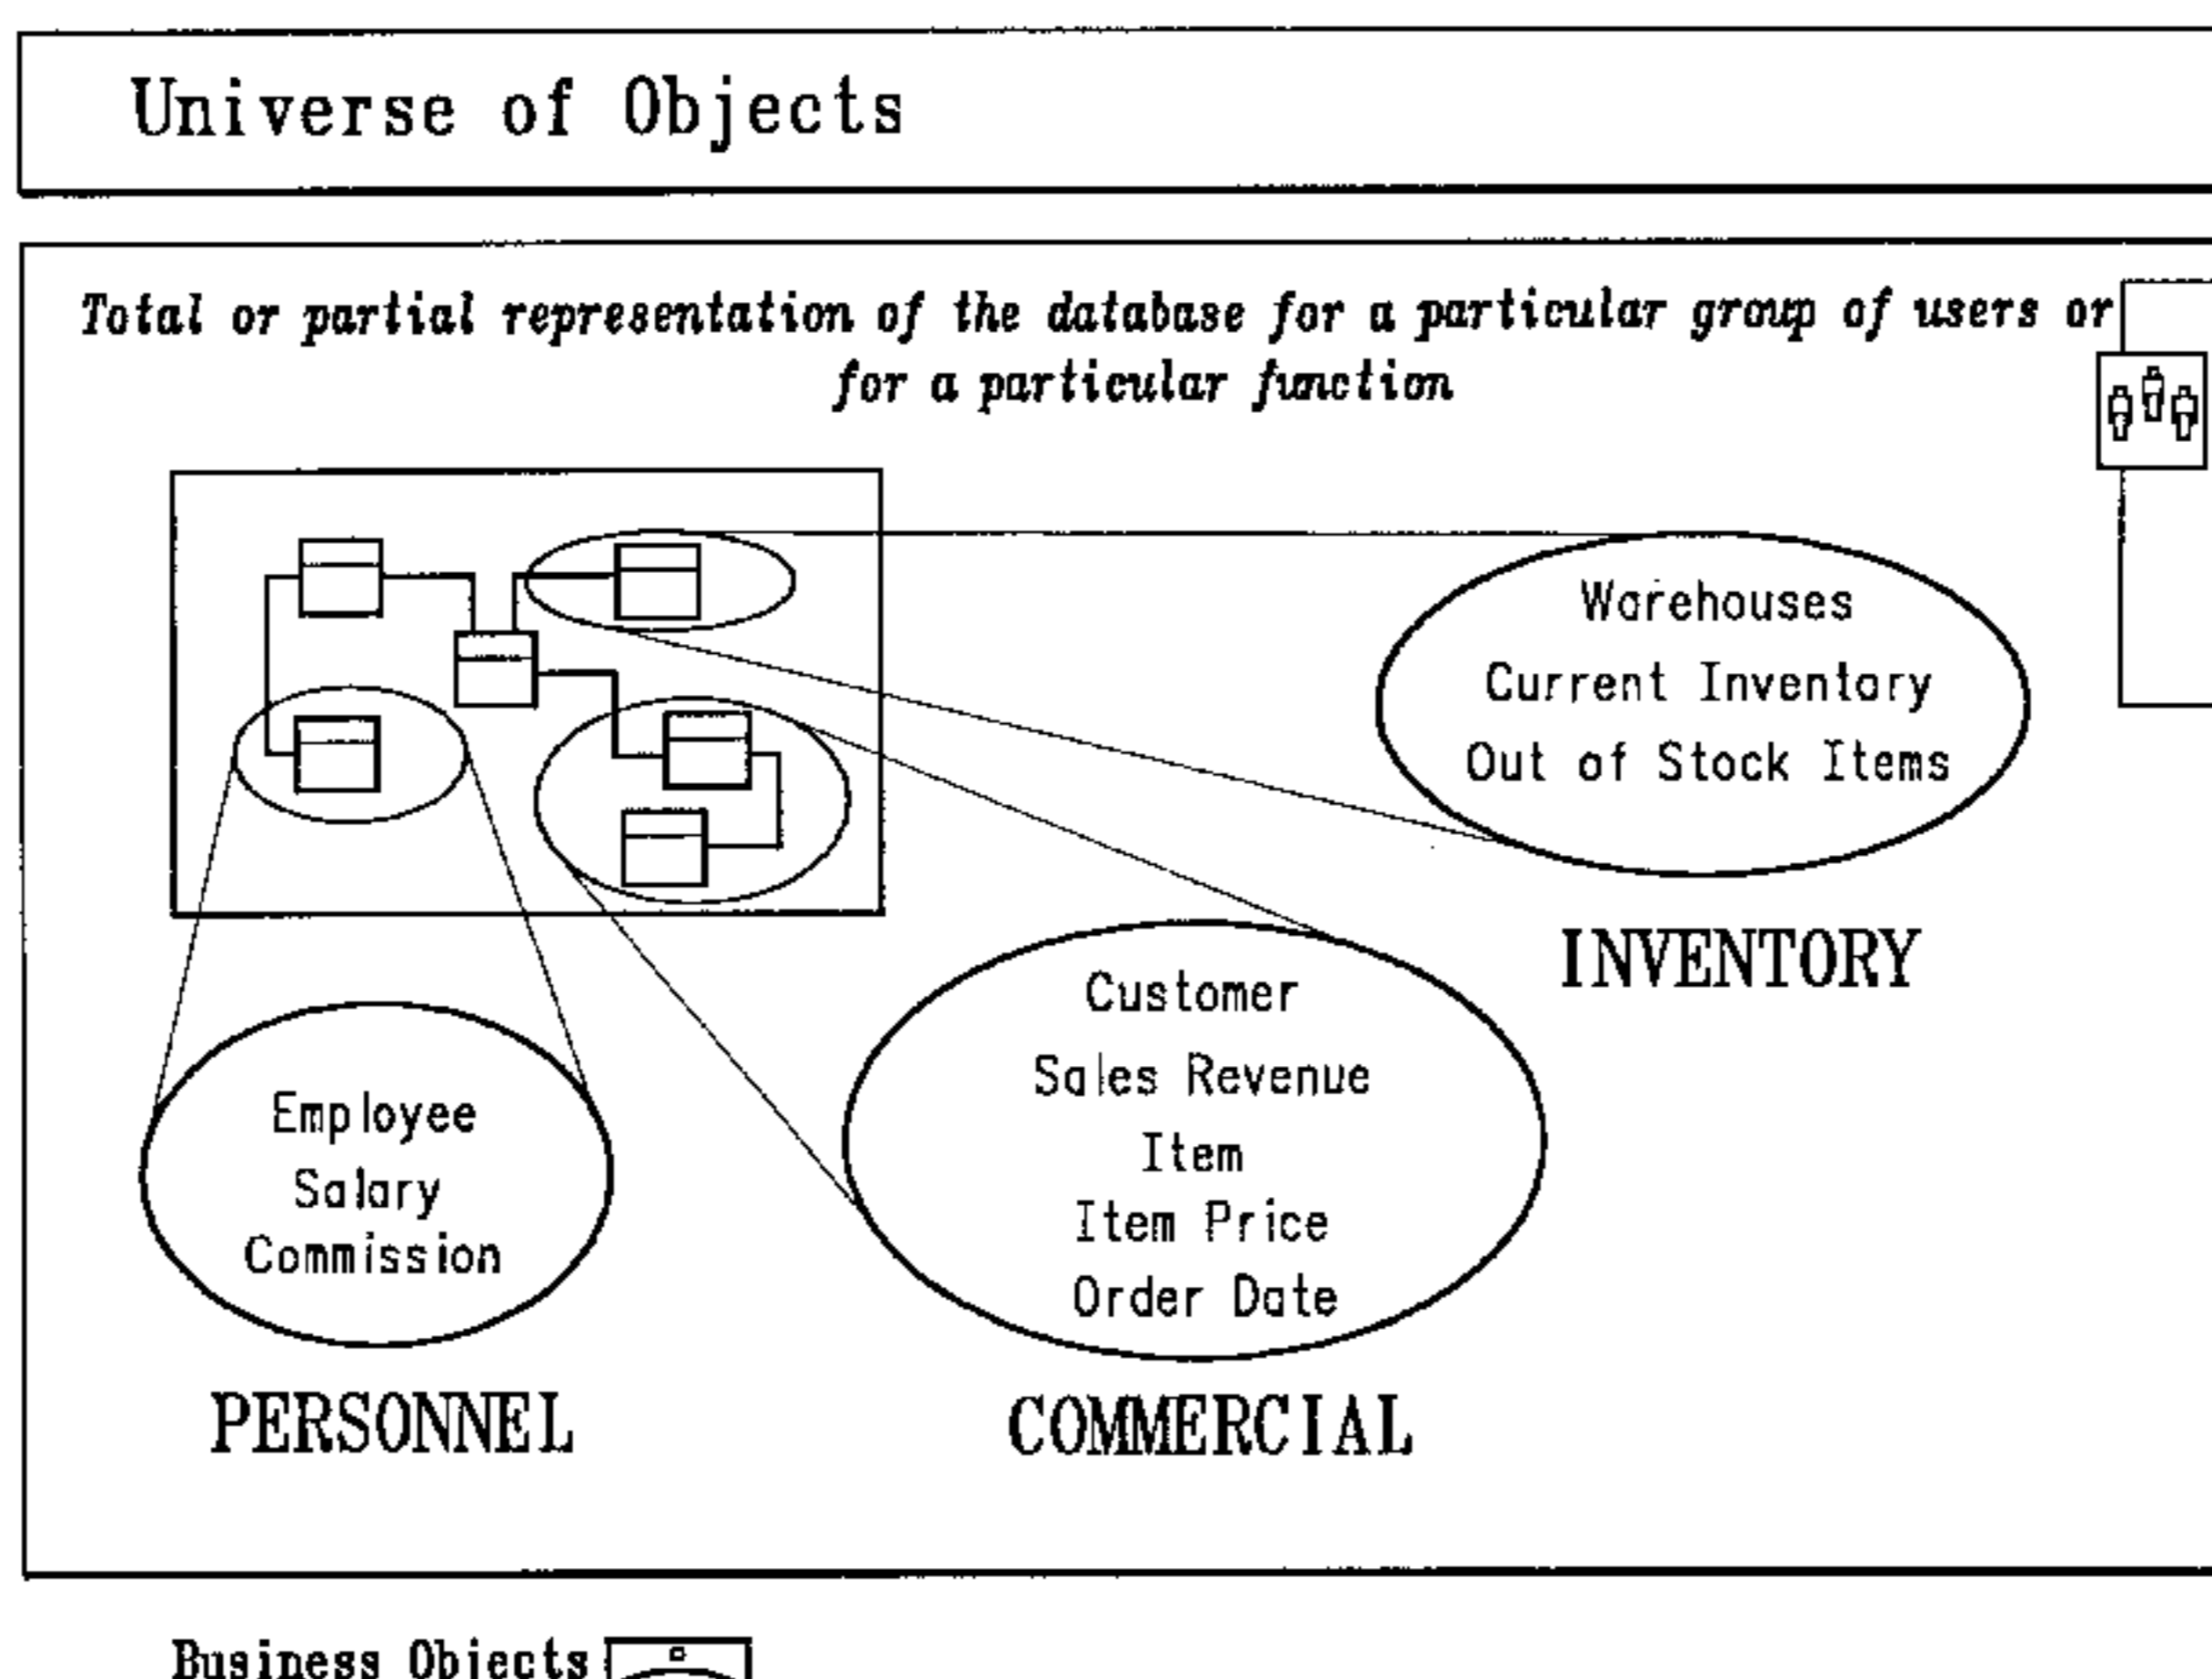 Universe of Objects
Total or partial representation of the database for a particular group of users or
for a particular function
Warehouses
Current Inventory
Out of Stock Items
INVENTORY
Customer
Sales Revenue
Item
Item Price
Order Date
COMMERCIAL
Employee
Salary
Commission
PERSONNEL
Business Objects